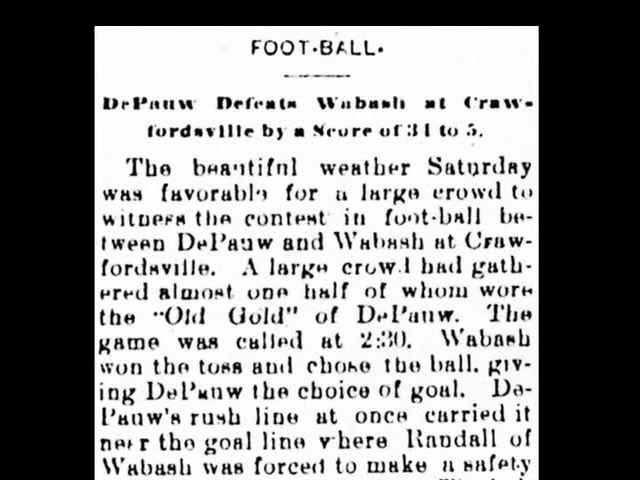 FOOT-BALL.
DePauw Defeats Wabash at Craw-
fordsville by a Score of 34 to 5.
The beautiful weather Saturday
was favorable for a large crowd to
witness the contest in foot-ball be-
tween DePauw and Wabash at Craw-
fordsville. A large crowd had gath-
ered almost one half of whom wore
the "Old Gold" of DePauw. The
game was called at 2:30. Wabash
won the toss and chose the ball, giv-
ing DePauw the choice of goal. De-
Pauw's rush line at once carried it
near the goal line where Randall of
Wabash was forced to make a safety